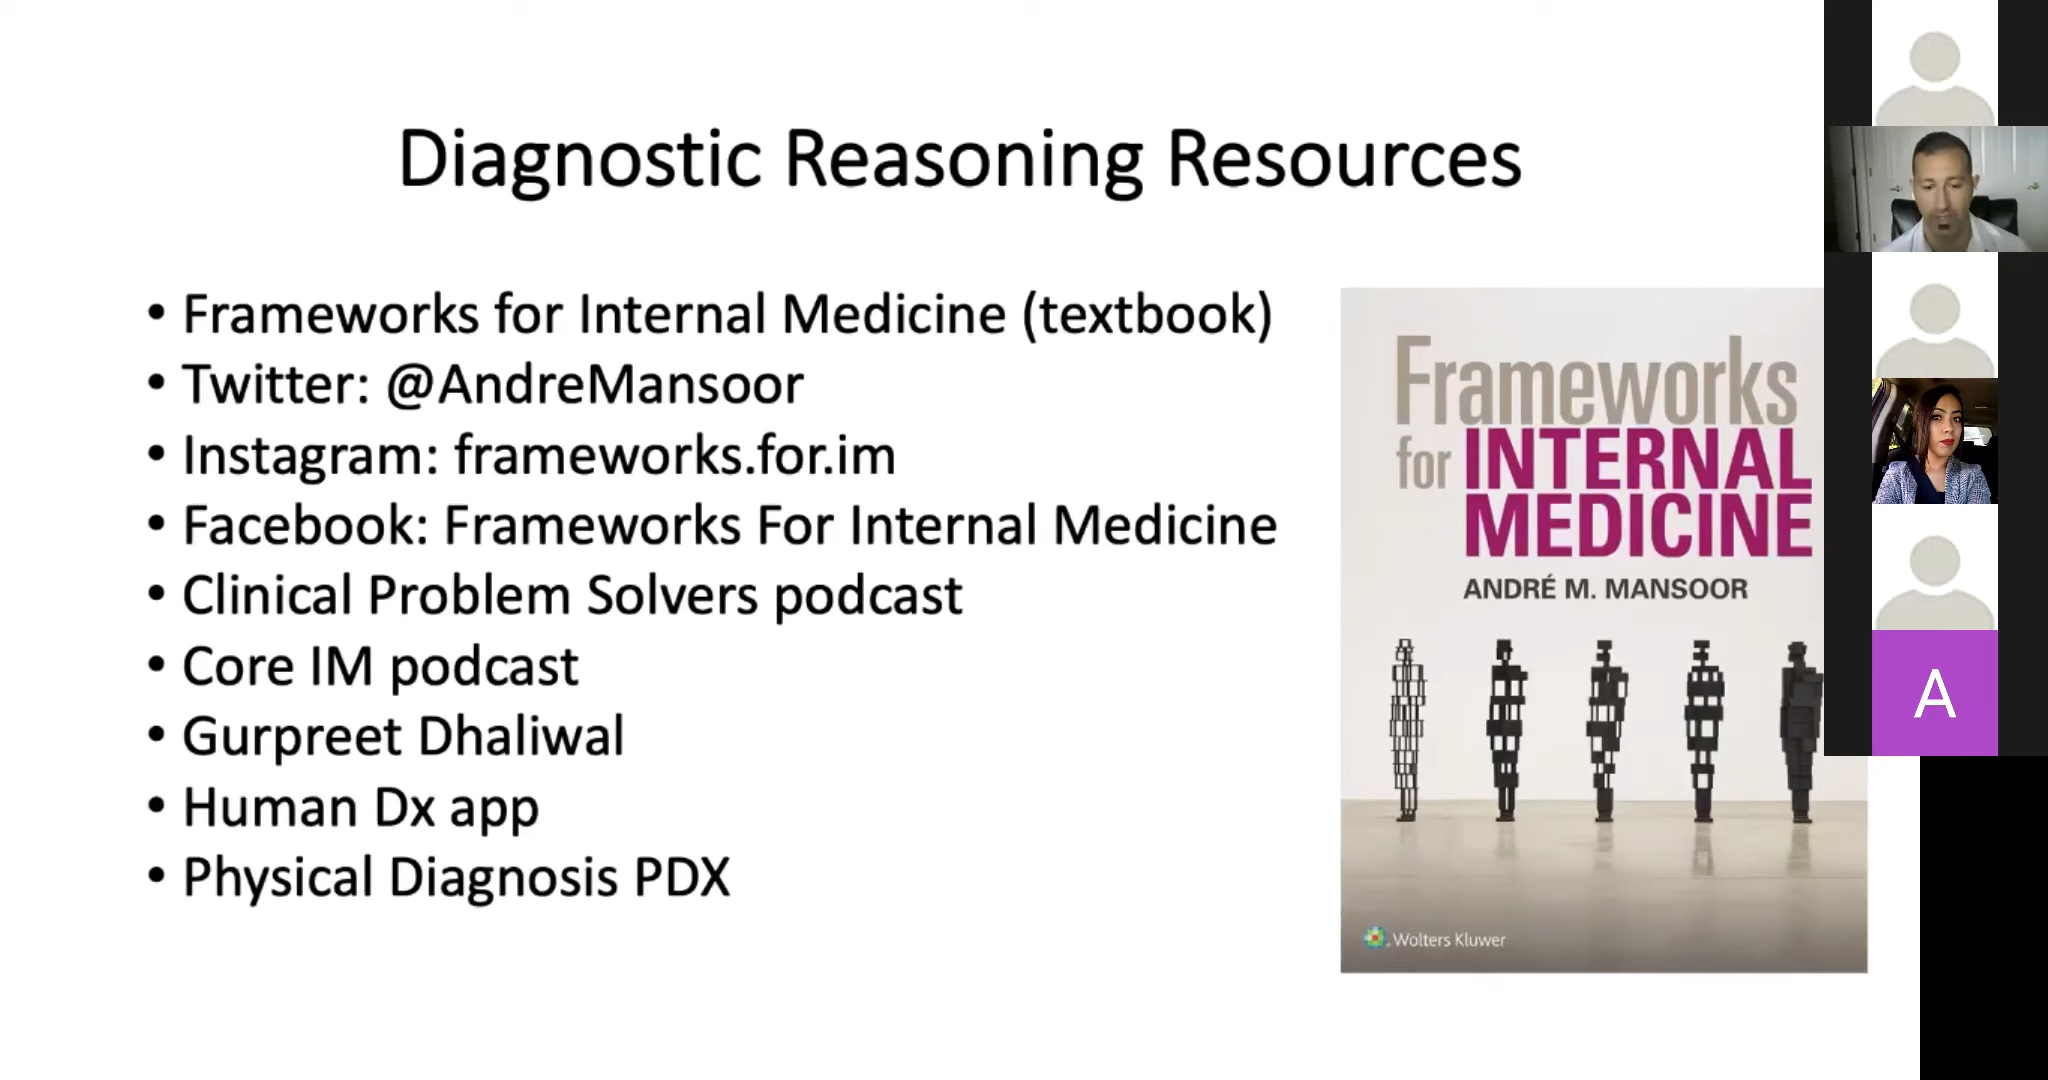 Diagnostic Reasoning Resources
• Frameworks for Internal Medicine (textbook)
• Twitter: @AndreMansoor
• Instagram: frameworks.for.im
• Facebook: Frameworks For Internal Medicine
• Clinical Problem Solvers podcast
• Core IM podcast
• Gurpreet Dhaliwal
• Human Dx app
• Physical Diagnosis PDX
Frameworks
for INTERNAL
MEDICINE
ANDRÉ M. MANSOOR
Wolters Kluwer
A